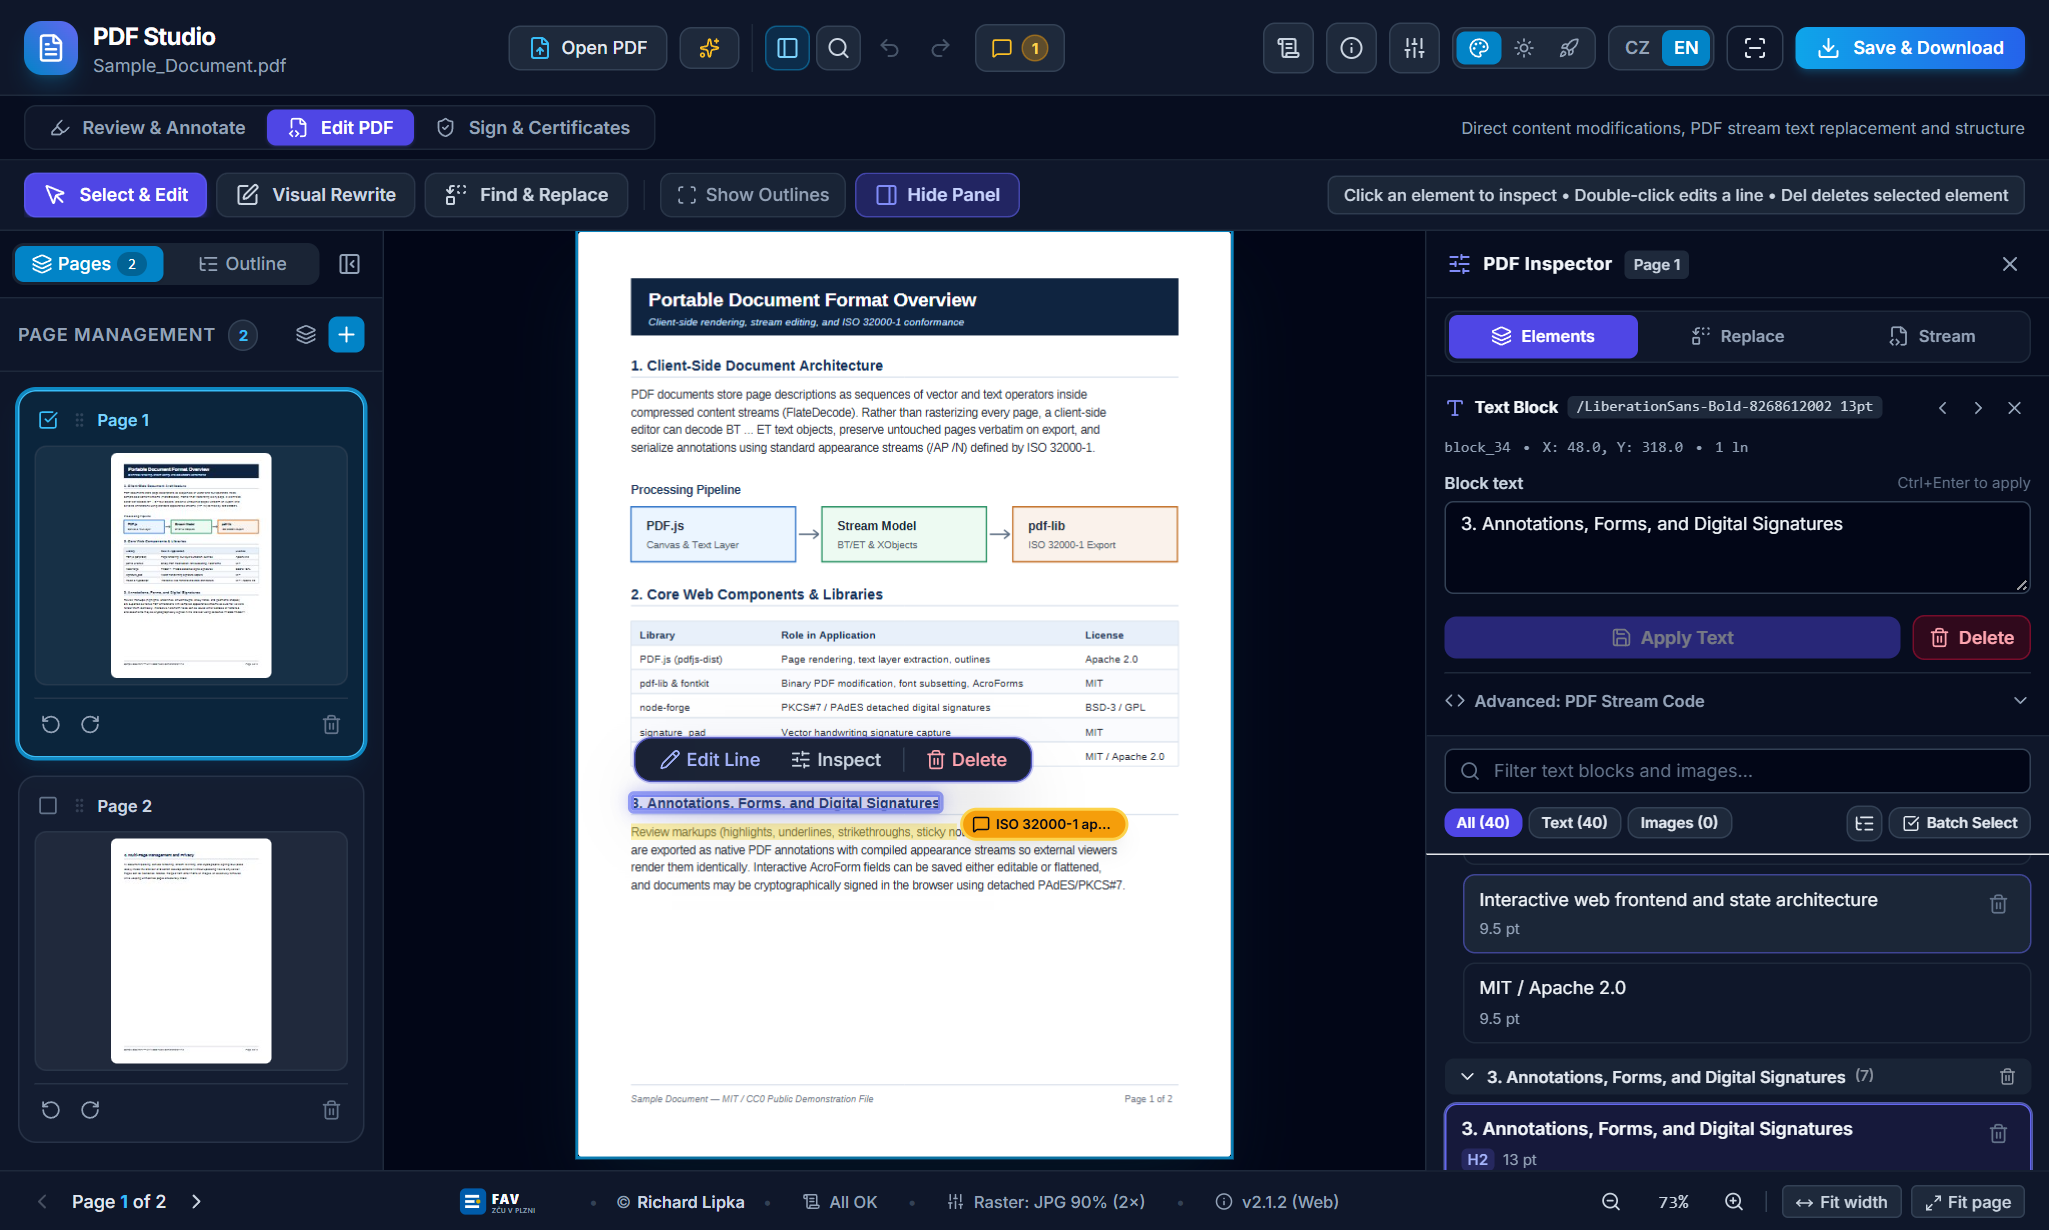 PDF Studio
Sample_Document.pdf
Open PDF
1
CZ EN
Save & Download
Review & Annotate
Edit PDF
Sign & Certificates
Direct content modifications, PDF stream text replacement and structure
Select & Edit
Visual Rewrite
Find & Replace
Show Outlines
Hide Panel
Click an element to inspect • Double-click edits a line • Del deletes selected element
Pages 2
Outline
PAGE MANAGEMENT 2
Page 1
Page 2
Portable Document Format Overview
Client-side rendering, stream editing, and ISO 32000-1 conformance
1. Client-Side Document Architecture
PDF documents store page descriptions as sequences of vector and text operators inside
compressed content streams (FlateDecode). Rather than rasterizing every page, a client-side
editor can decode BT ... ET text objects, preserve untouched pages verbatim on export, and
serialize annotations using standard appearance streams (/AP /N) defined by ISO 32000-1.
Processing Pipeline
PDF.js
Canvas & Text Layer
Stream Model
BT/ET & XObjects
pdf-lib
ISO 32000-1 Export
2. Core Web Components & Libraries
Library Role in Application License
PDF.js (pdfjs-dist) Page rendering, text layer extraction, outlines Apache 2.0
pdf-lib & fontkit Binary PDF modification, font subsetting, AcroForms MIT
node-forge PKCS#7 / PAdES detached digital signatures BSD-3 / GPL
signature_pad Vector handwriting signature capture MIT
MIT / Apache 2.0
Edit Line
Inspect
Delete
3. Annotations, Forms, and Digital Signatures
ISO 32000-1 ap...
Review markups (highlights, underlines, strikethroughs, sticky
are exported as native PDF annotations with compiled appearance streams so external viewers
render them identically. Interactive AcroForm fields can be saved either editable or flattened,
and documents may be cryptographically signed in the browser using detached PAdES/PKCS#7.
Sample Document — MIT / CC0 Public Demonstration File
Page 1 of 2
PDF Inspector Page 1
Elements
Replace
Stream
Text Block /LiberationSans-Bold-8268612002 13pt
block_34 • X: 48.0, Y: 318.0 • 1 ln
Block text
Ctrl+Enter to apply
3. Annotations, Forms, and Digital Signatures
Apply Text
Delete
Advanced: PDF Stream Code
Filter text blocks and images...
All (40)
Text (40)
Images (0)
Batch Select
Interactive web frontend and state architecture
9.5 pt
MIT / Apache 2.0
9.5 pt
3. Annotations, Forms, and Digital Signatures (7)
3. Annotations, Forms, and Digital Signatures
H2 13 pt
Page 1 of 2
FAV
ZČU V PLZNI
© Richard Lipka
All OK
Raster: JPG 90% (2×)
v2.1.2 (Web)
73%
Fit width
Fit page